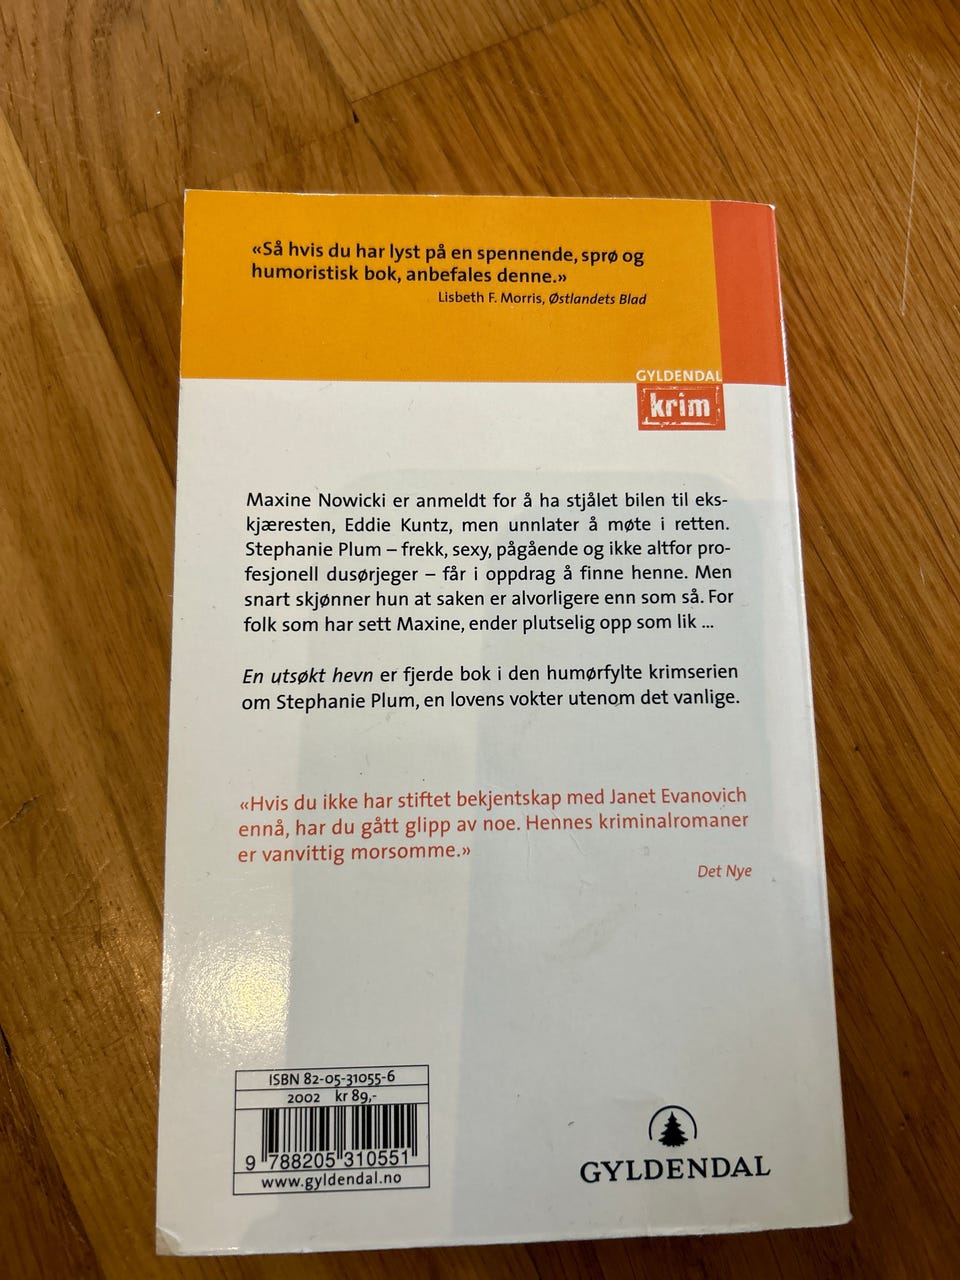 «Så hvis du har lyst på en spennende, sprø og
humoristisk bok, anbefales denne.»
Lisbeth F. Morris, Østlandets Blad
GYLDENDAL
krim
Maxine Nowicki er anmeldt for å ha stjålet bilen til eks-
kjæresten, Eddie Kuntz, men unnlater å møte i retten.
Stephanie Plum – frekk, sexy, pågående og ikke altfor pro-
fesjonell dusørjeger – får i oppdrag å finne henne. Men
snart skjønner hun at saken er alvorligere enn som så. For
folk som har sett Maxine, ender plutselig opp som lik ...
En utsøkt hevn er fjerde bok i den humørfylte krimserien
om Stephanie Plum, en lovens vokter utenom det vanlige.
«Hvis du ikke har stiftet bekjentskap med Janet Evanovich
ennå, har du gått glipp av noe. Hennes kriminalromaner
er vanvittig morsomme.»
Det Nye
ISBN 82-05-31055-6
2002 kr 89,-
9 788205 310551
www.gyldendal.no
GYLDENDAL